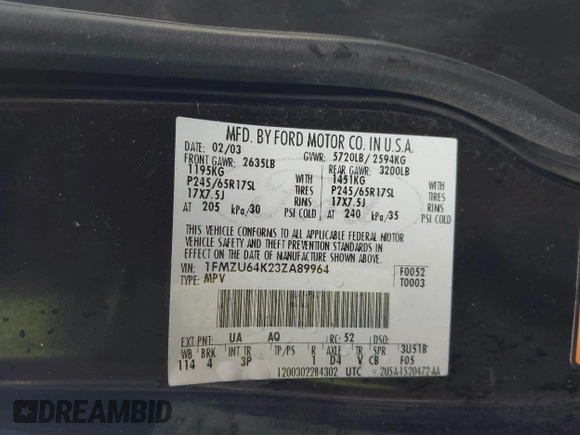 MFD. BY FORD MOTOR CO. IN U.S.A.
DATE: 02/03 GVWR: 5720LB/ 2594KG
FRONT GAWR: 2635LB REAR GAWR: 3200LB
1195KG 1451KG
P245/65R17SL TIRES P245/65R17SL TIRES
17X7.5J RINS 17X7.5J RINS
AT 205 kPa/30 PSI COLD AT 240 kPa/35 PSI COLD
THIS VEHICLE CONFORMS TO ALL APPLICABLE FEDERAL MOTOR
VEHICLE SAFETY AND THEFT PREVENTION STANDARDS IN
EFFECT ON THE DATE OF MANUFACTURE SHOWN ABOVE.
VIN: 1FMZU64K23ZA89964 F0052
TYPE: MPV T0003
EXT PNT: UA AQ RC: 52 DSO:
WB BRK INT TR TP/PS R AXLE TR SPR 3U51B
114 4 3P 1 D4 V CB F05
1200302284302 UTC 2U5A-1520472-AA
DREAMBID